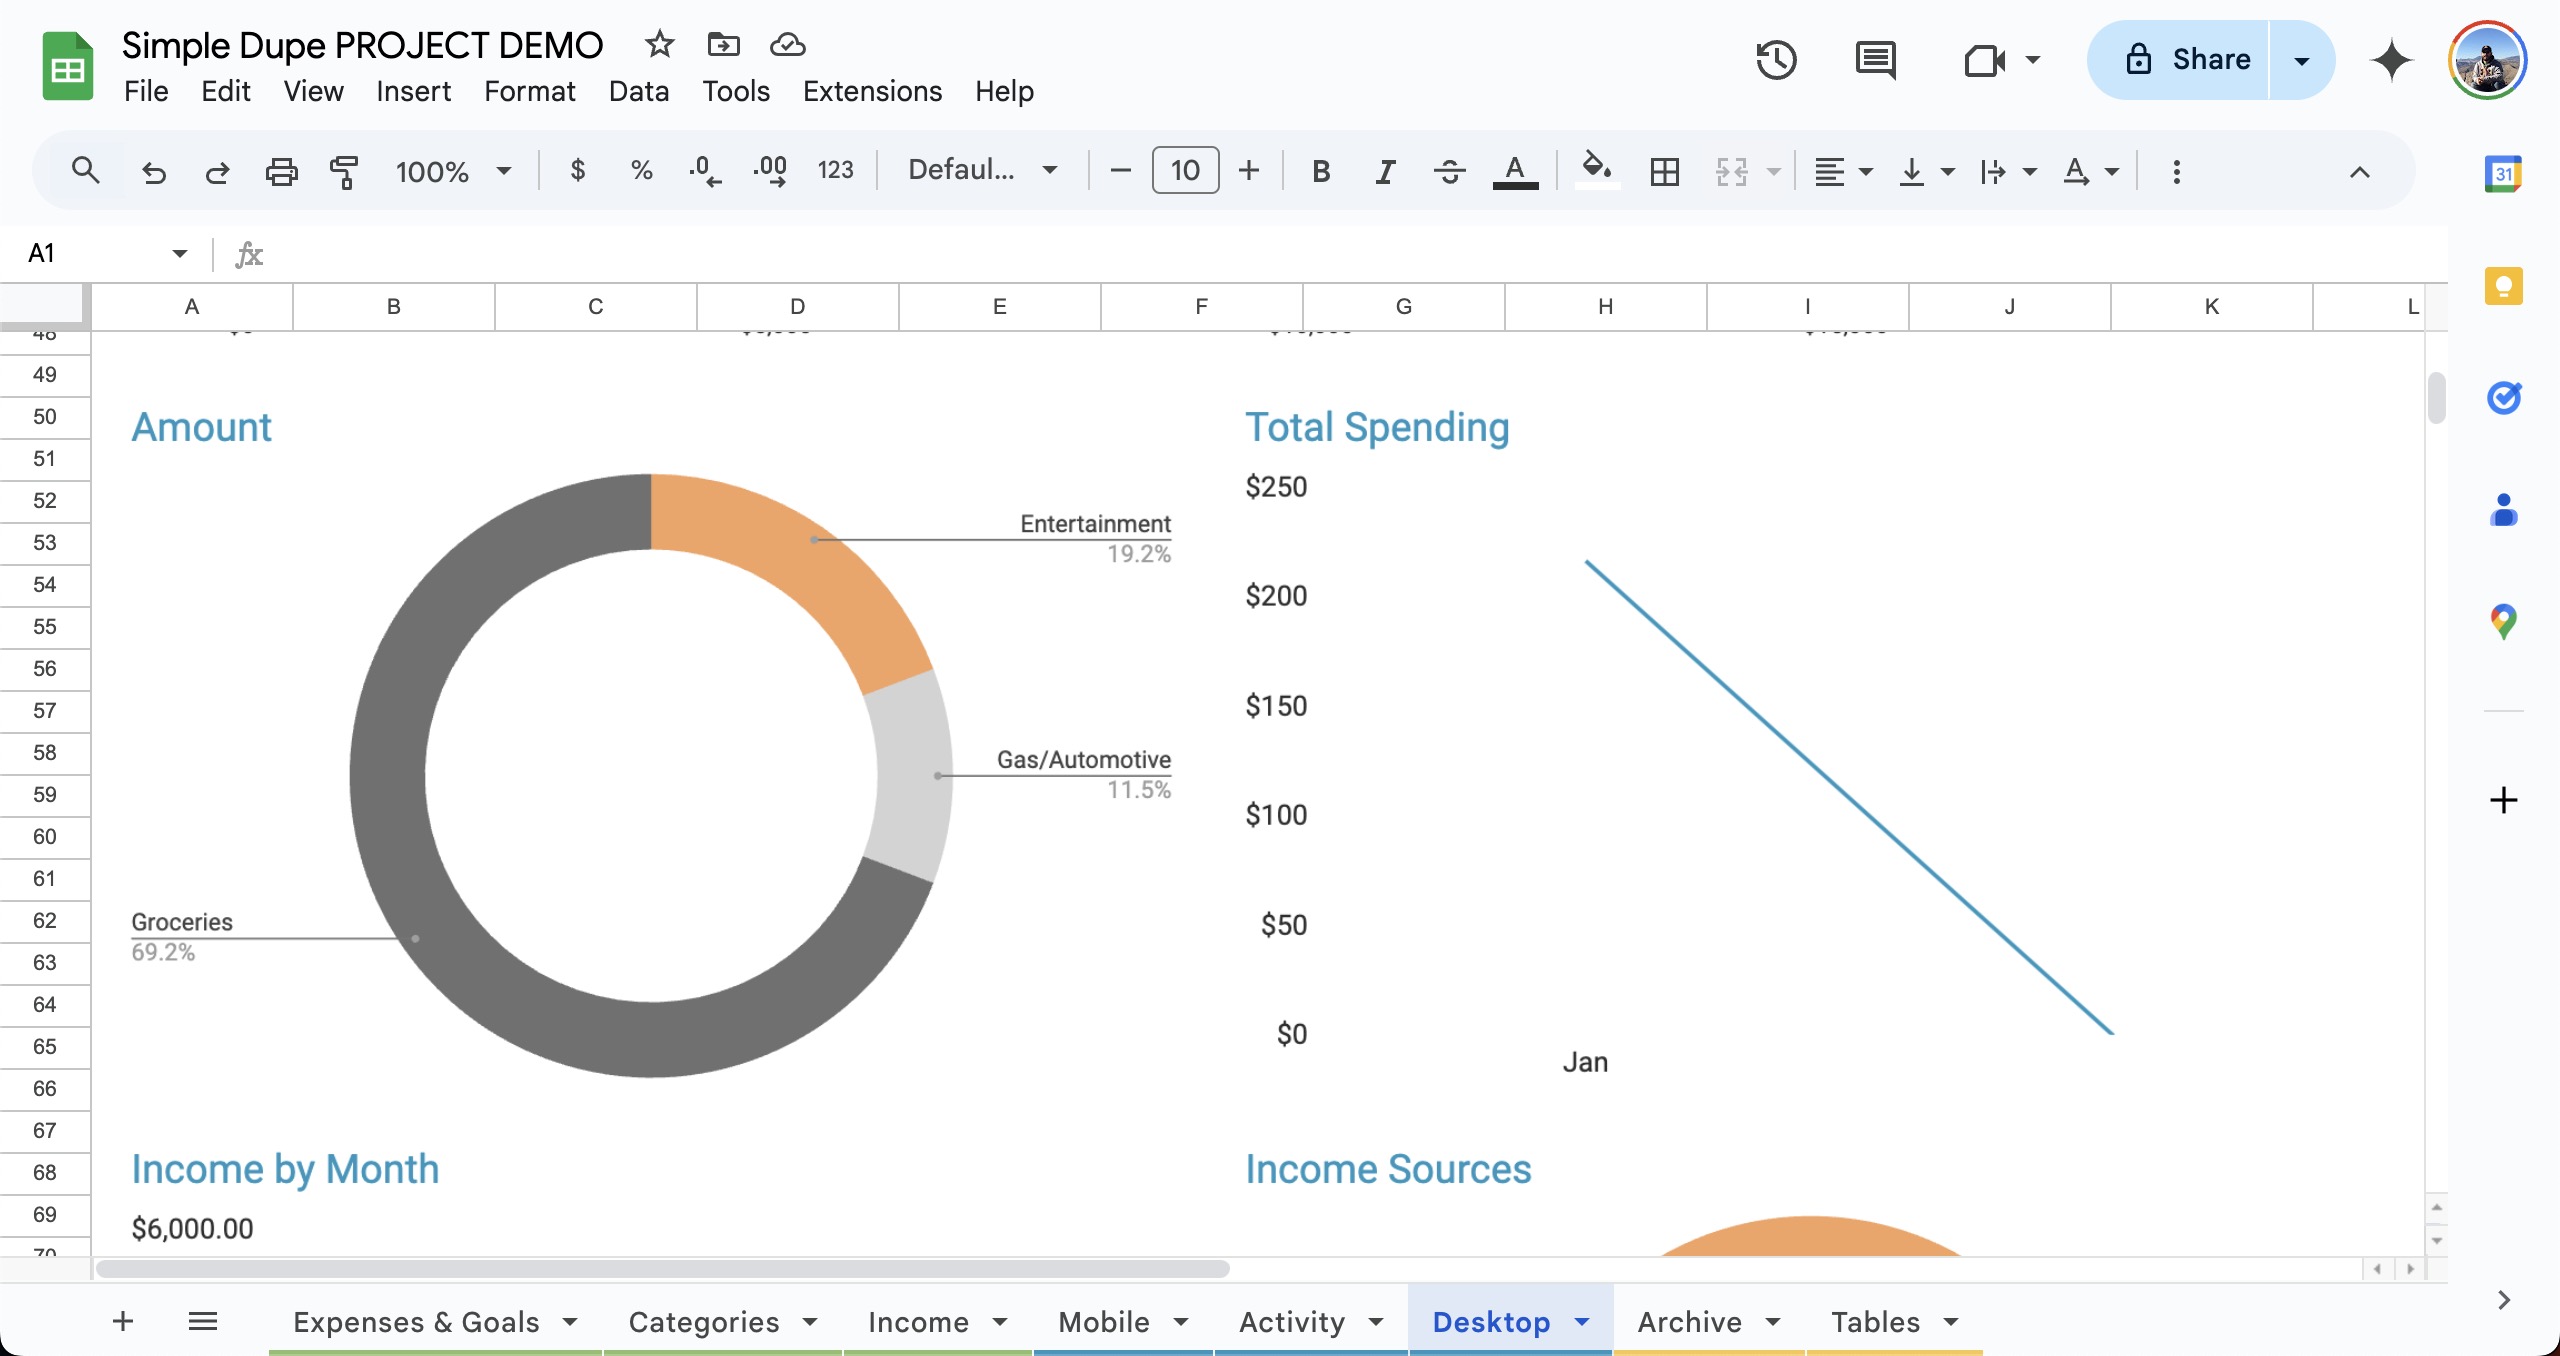 Simple Dupe PROJECT DEMO
File Edit View Insert Format Data Tools Extensions Help
Share
100% $ % .0 .00 123 Defaul... 10 B I S A A
31
A1 fx
A B C D E F G H I J K L
48
49
50
51
52
53
54
55
56
57
58
59
60
61
62
63
64
65
66
67
68
69
70
Amount
Entertainment
19.2%
Gas/Automotive
11.5%
Groceries
69.2%
Total Spending
$250
$200
$150
$100
$50
$0
Jan
Income by Month
$6,000.00
Income Sources
Expenses & Goals Categories Income Mobile Activity Desktop Archive Tables